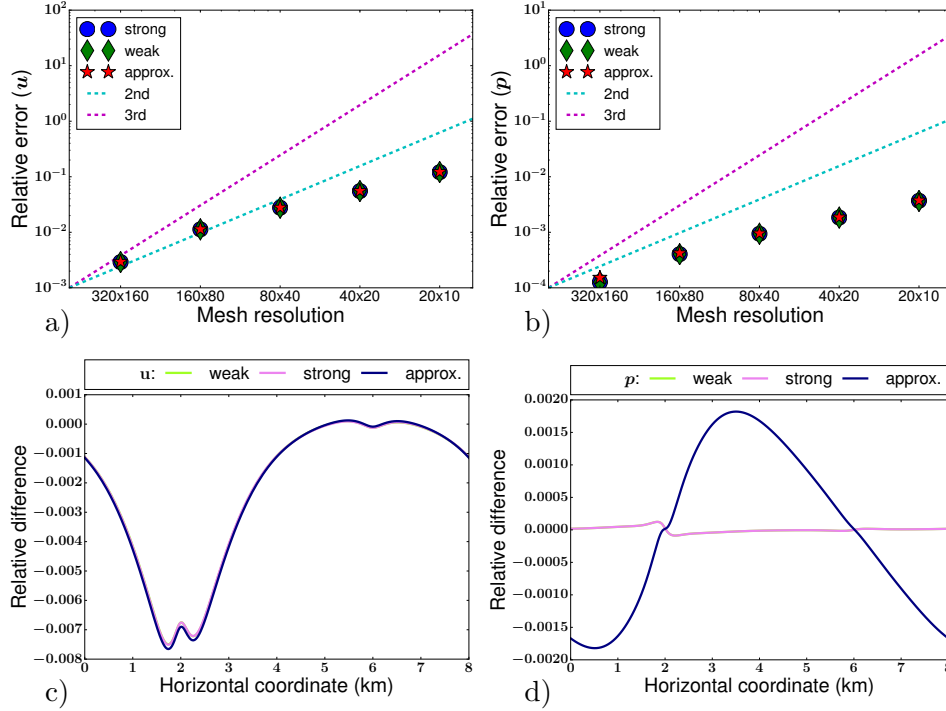 strong
weak
approx.
2nd
3rd
10^2
10^1
10^0
10^-1
10^-2
10^-3
Relative error (u)
320x160 160x80 80x40 40x20 20x10
Mesh resolution
a)
strong
weak
approx.
2nd
3rd
10^1
10^0
10^-1
10^-2
10^-3
10^-4
Relative error (p)
320x160 160x80 80x40 40x20 20x10
Mesh resolution
b)
u: weak strong approx.
0.001
0.000
−0.001
−0.002
−0.003
−0.004
−0.005
−0.006
−0.007
−0.008
Relative difference
0 1 2 3 4 5 6 7 8
Horizontal coordinate (km)
c)
p: weak strong approx.
0.0020
0.0015
0.0010
0.0005
0.0000
−0.0005
−0.0010
−0.0015
−0.0020
Relative difference
0 1 2 3 4 5 6 7 8
Horizontal coordinate (km)
d)